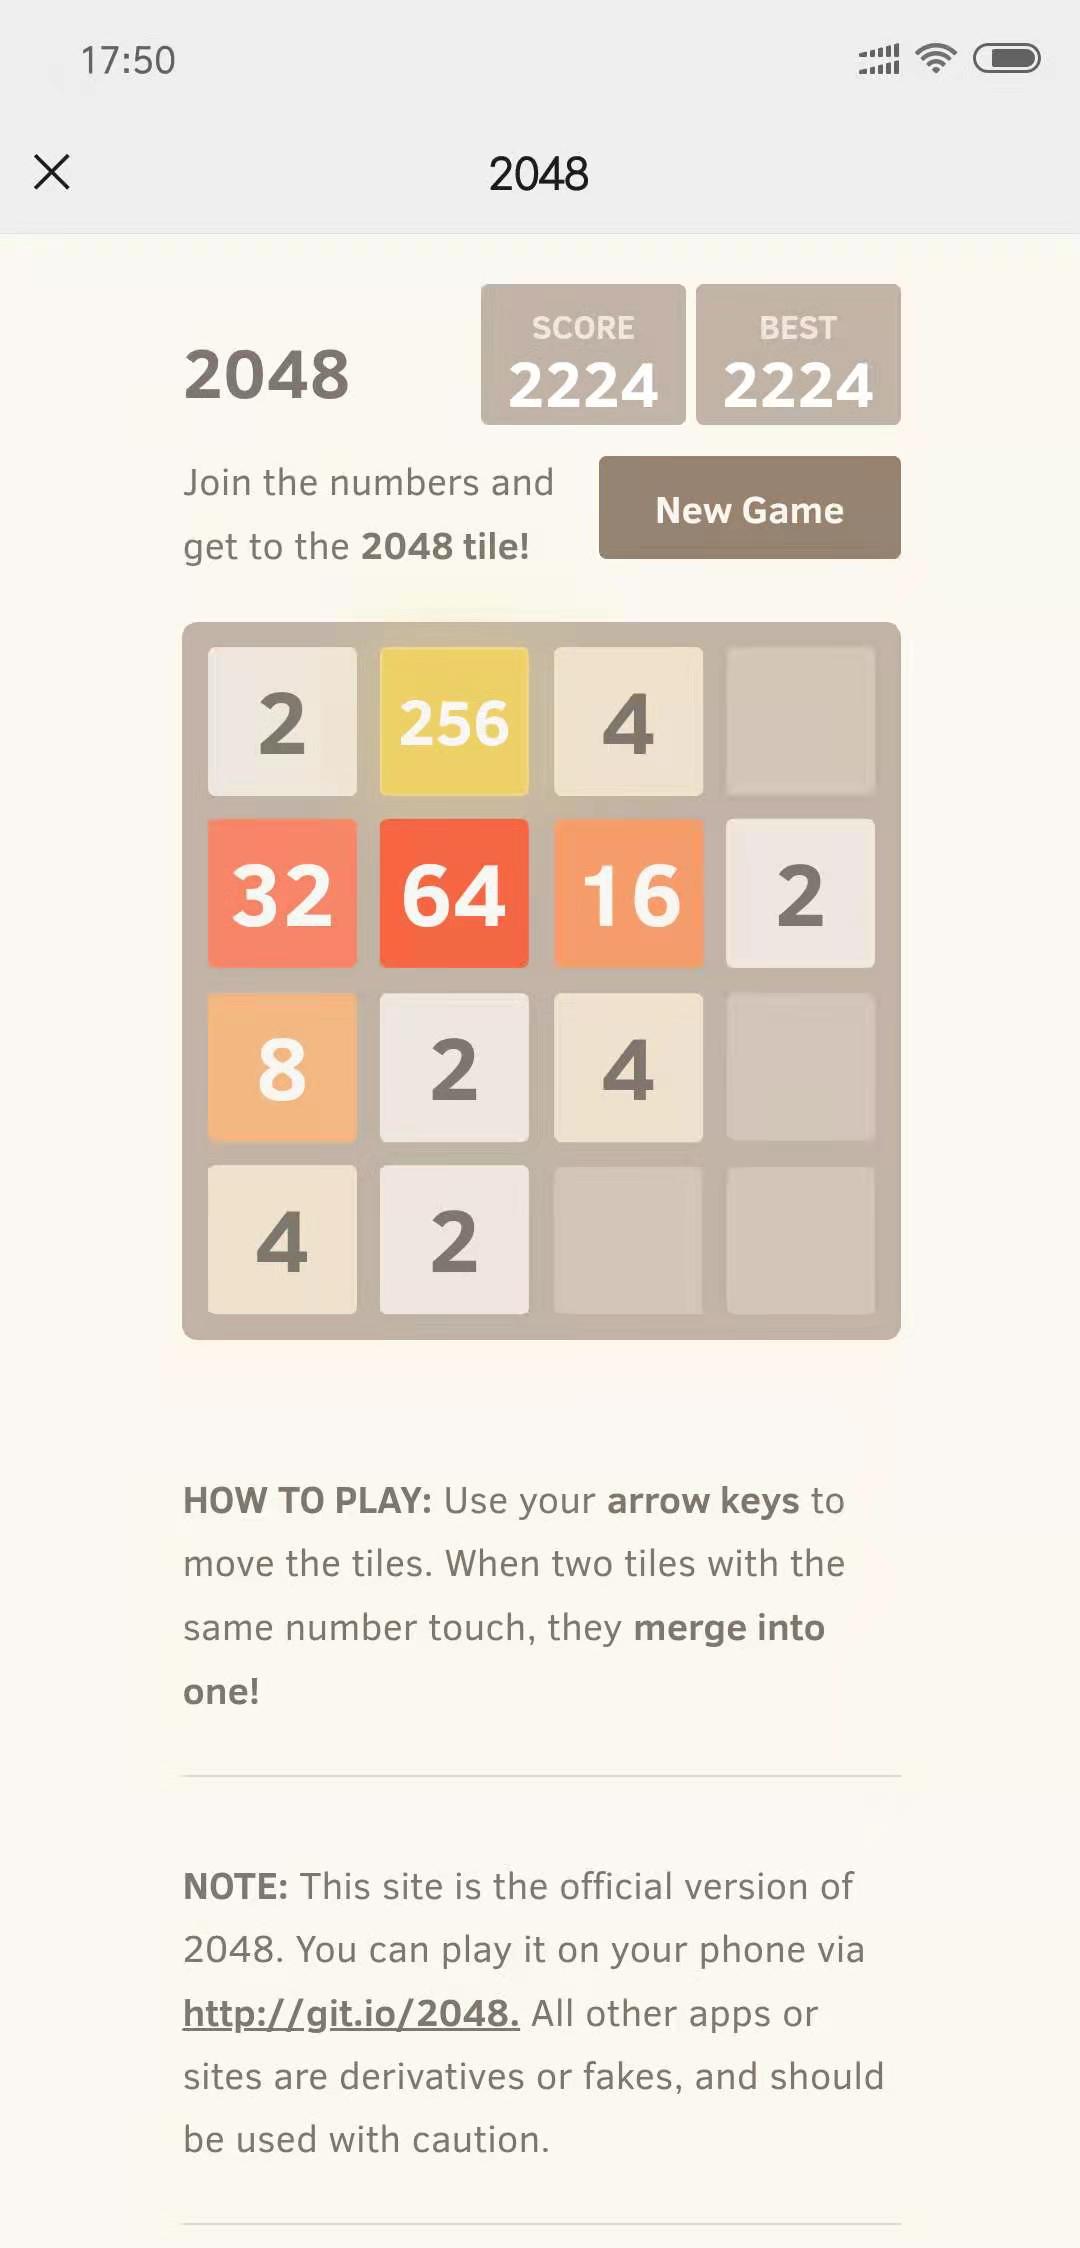 17:50
2048
SCORE BEST
2048 2224 2224
Join the numbers and
get to the 2048 tile!
New Game
2 256 4
32 64 16 2
8 2 4
4 2
HOW TO PLAY: Use your arrow keys to
move the tiles. When two tiles with the
same number touch, they merge into
one!
NOTE: This site is the official version of
2048. You can play it on your phone via
http://git.io/2048. All other apps or
sites are derivatives or fakes, and should
be used with caution.